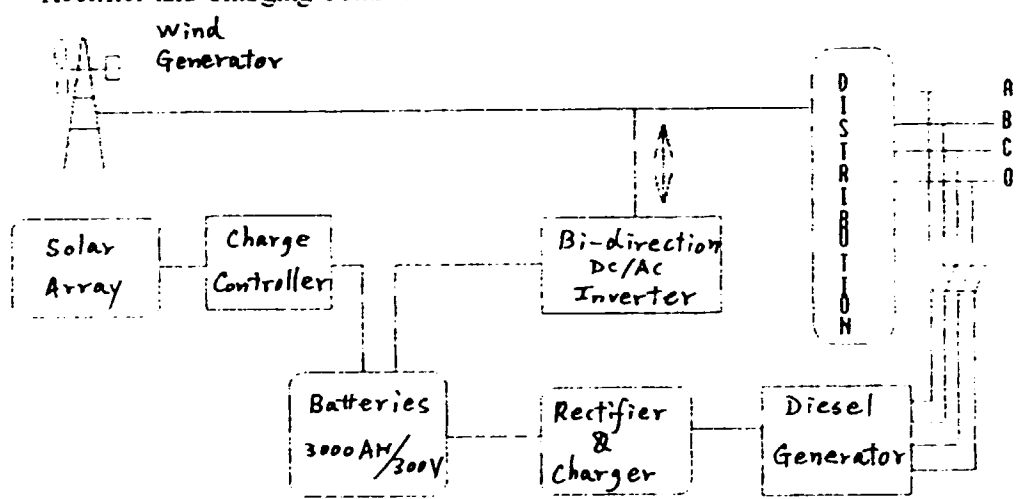 Wind
Generator
DISTRIBUTION
A
B
C
O
Solar
Array
Charge
Controller
Bi-direction
DC/AC
Inverter
Batteries
3000AH/300V
Rectifier
&
Charger
Diesel
Generator